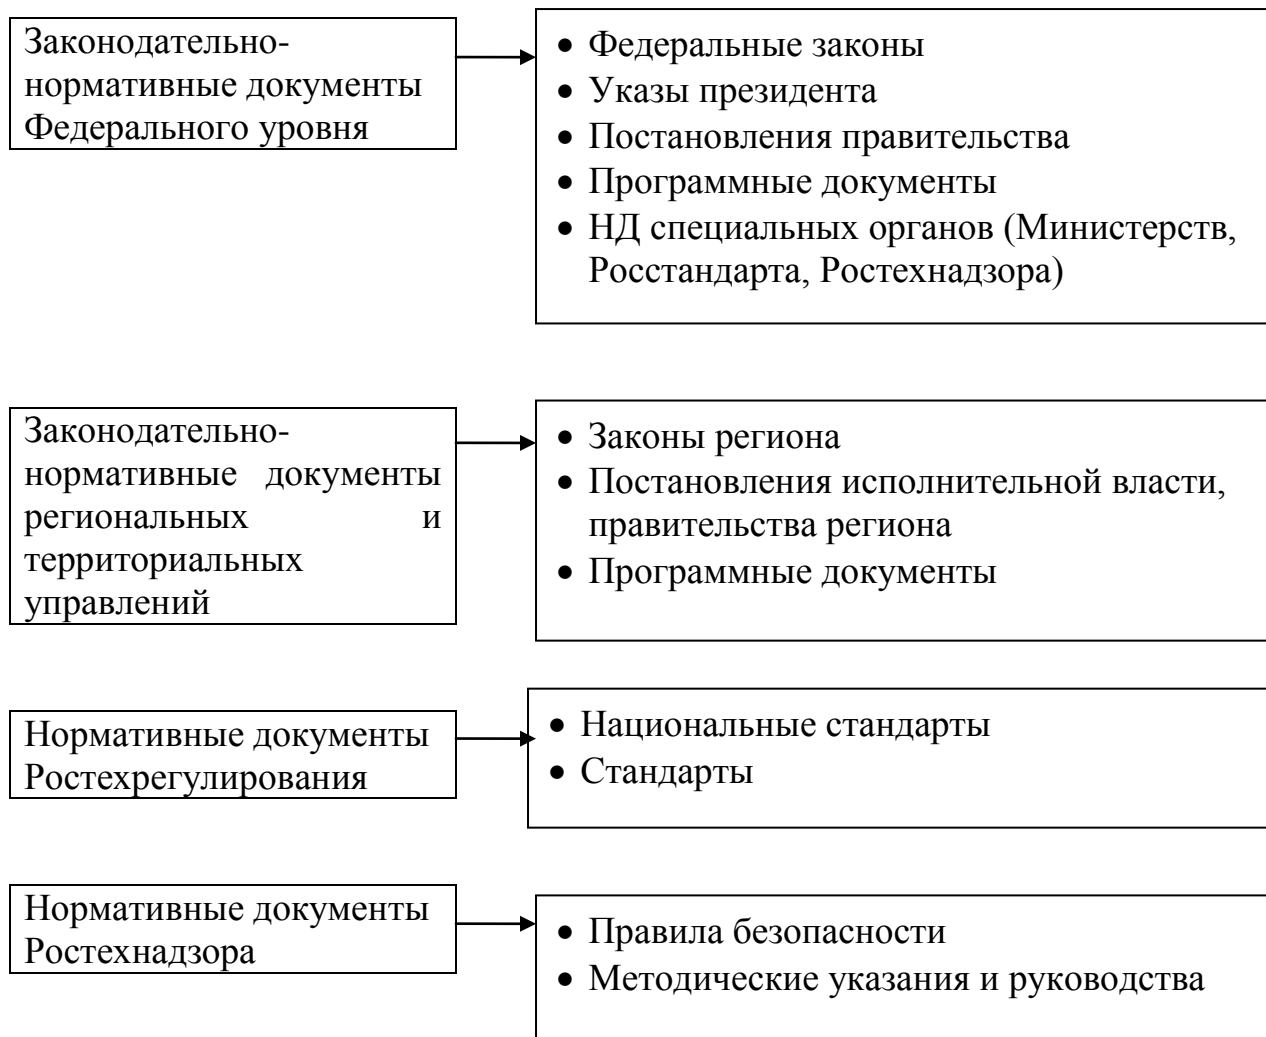 Законодательно-
нормативные документы
Федерального уровня
• Федеральные законы
• Указы президента
• Постановления правительства
• Программные документы
• НД специальных органов (Министерств,
Росстандарта, Ростехнадзора)
Законодательно-
нормативные документы
региональных и
территориальных
управлений
• Законы региона
• Постановления исполнительной власти,
правительства региона
• Программные документы
Нормативные документы
Ростехрегулирования
• Национальные стандарты
• Стандарты
Нормативные документы
Ростехнадзора
• Правила безопасности
• Методические указания и руководства